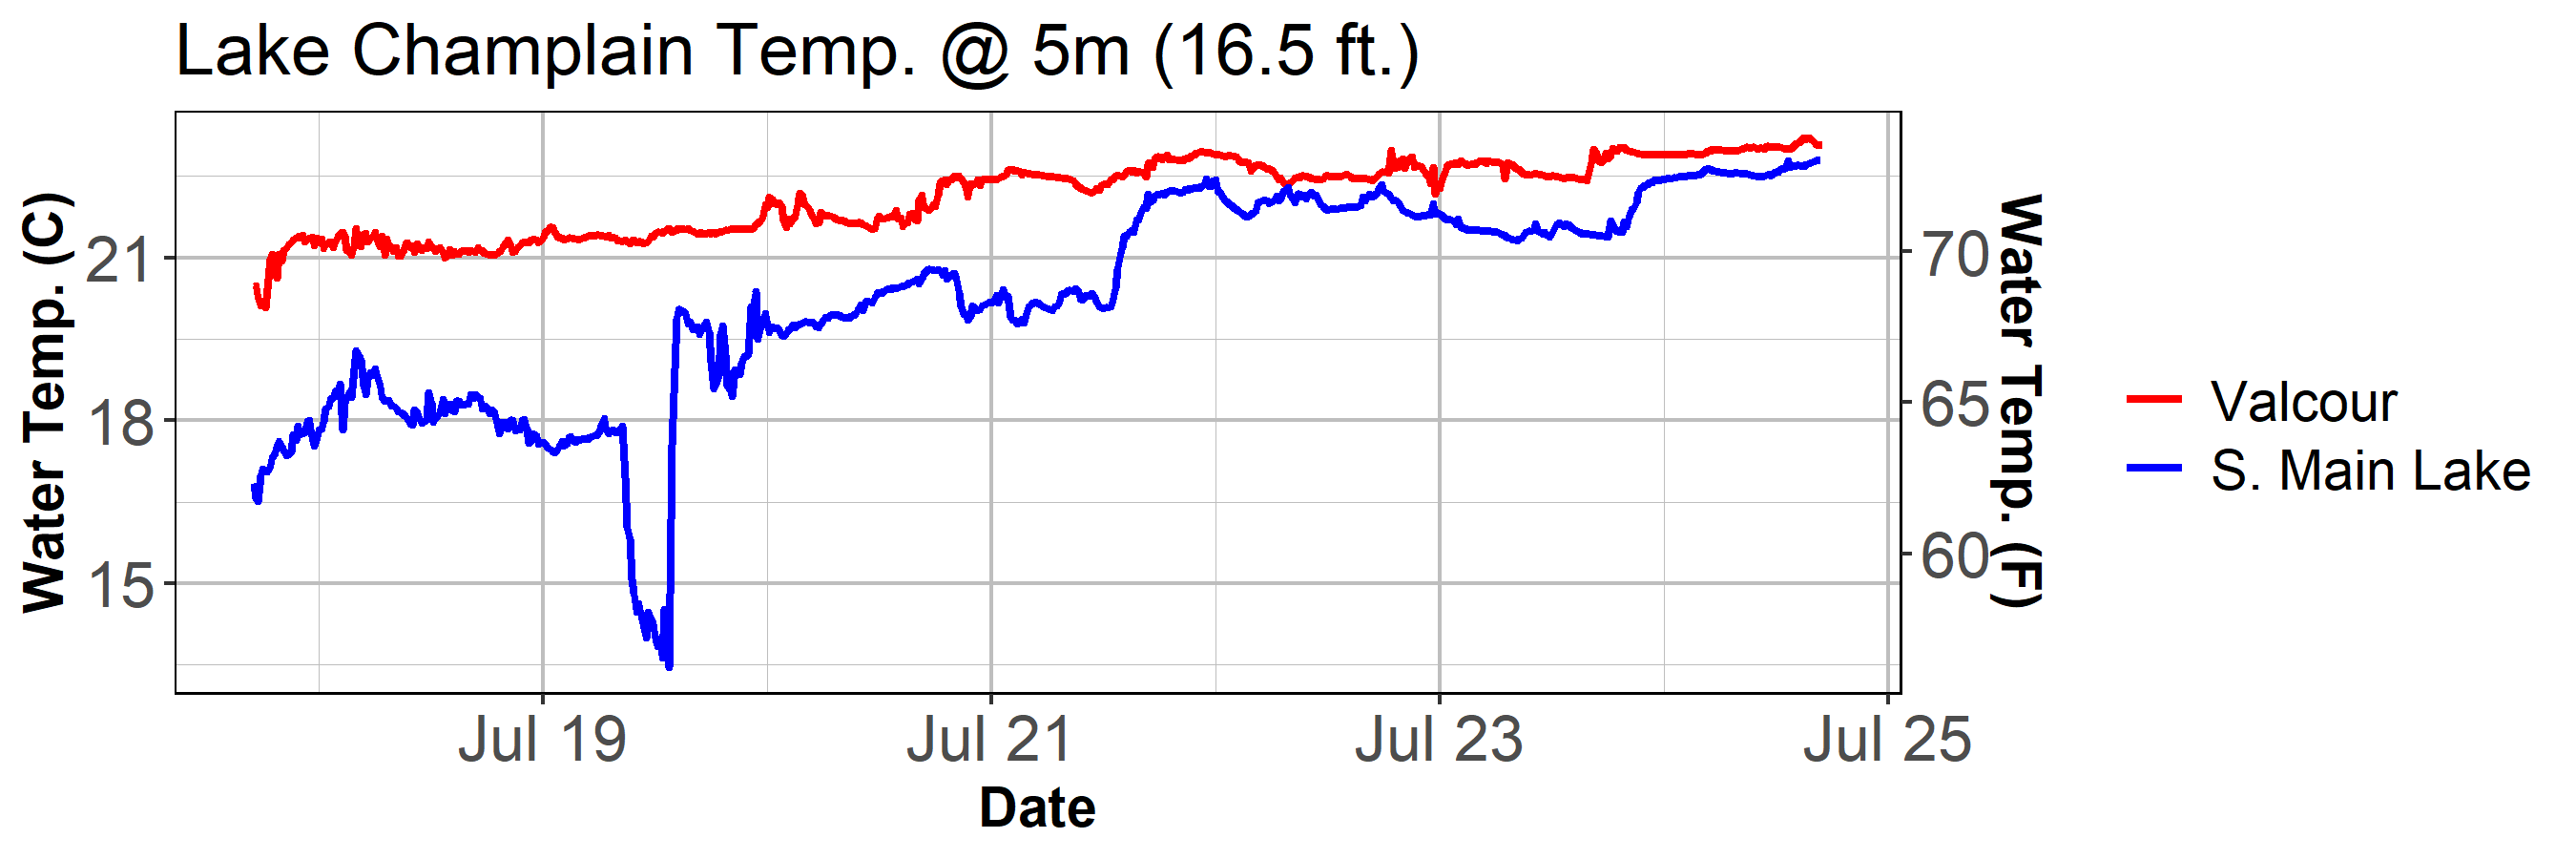 Lake Champlain Temp. @ 5m (16.5 ft.)
Water Temp. (C)
21
18
15
70
65
60
Water Temp. (F)
Valcour
S. Main Lake
Jul 19
Jul 21
Jul 23
Jul 25
Date